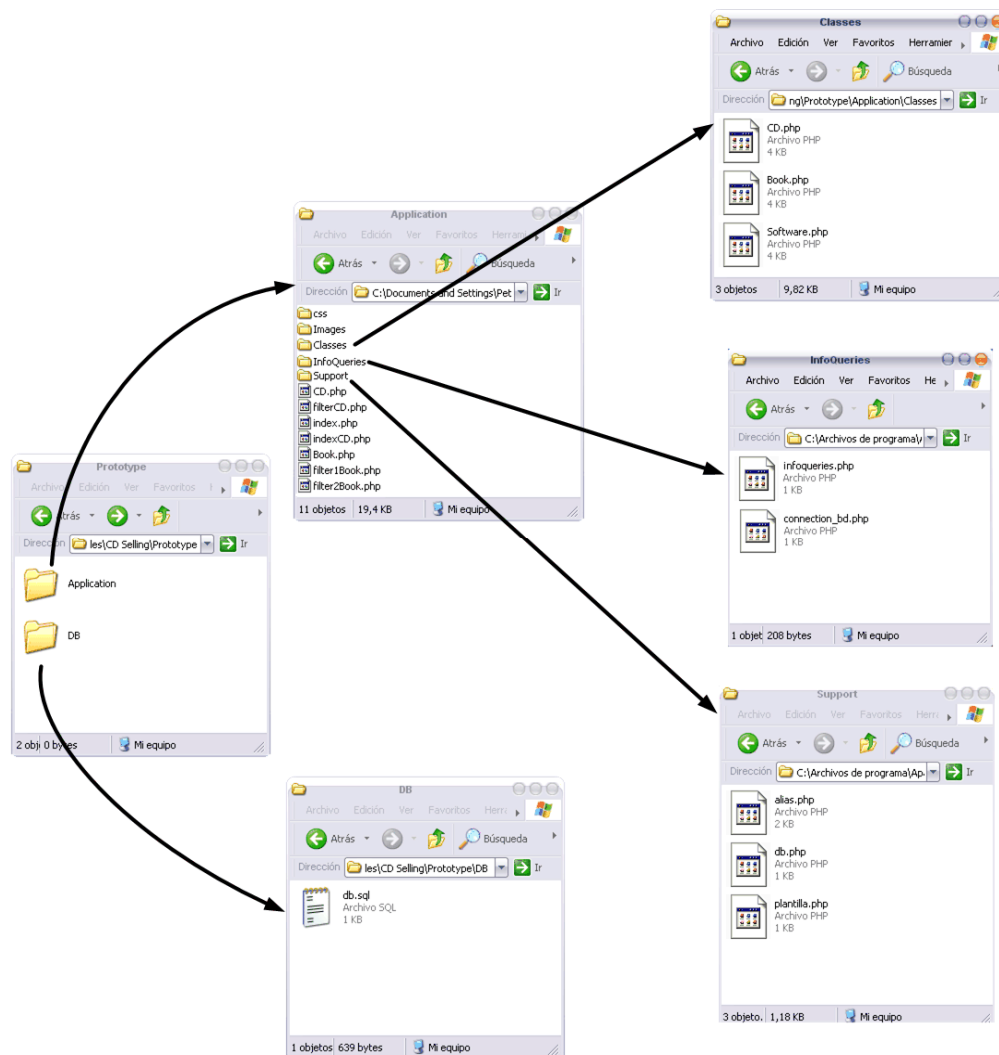 Classes
Archivo Edición Ver Favoritos Herramier
Atrás Búsqueda
Dirección ng\Prototype\Application\Classes Ir
CD.php
Archivo PHP
4 KB
Book.php
Archivo PHP
4 KB
Software.php
Archivo PHP
4 KB
3 objetos 9,82 KB Mi equipo
Application
Archivo Edición Ver Favoritos Herrami
Atrás Búsqueda
Dirección C:\Documents and Settings\Pet Ir
css
Images
Classes
InfoQueries
Support
CD.php
filterCD.php
index.php
indexCD.php
Book.php
filter1Book.php
filter2Book.php
11 objetos 19,4 KB Mi equipo
InfoQueries
Archivo Edición Ver Favoritos He
Atrás
Dirección C:\Archivos de programa\A Ir
infoqueries.php
Archivo PHP
1 KB
connection_bd.php
Archivo PHP
1 KB
1 objet 208 bytes Mi equipo
Prototype
Archivo Edición Ver Favoritos
Atrás
Dirección les\CD Selling\Prototype Ir
Application
DB
2 obj 0 bytes Mi equipo
Support
Archivo Edición Ver Favoritos Herra
Atrás Búsqueda
Dirección C:\Archivos de programa\Ap. Ir
alias.php
Archivo PHP
2 KB
db.php
Archivo PHP
1 KB
plantilla.php
Archivo PHP
1 KB
3 objeto. 1,18 KB Mi equipo
DB
Archivo Edición Ver Favoritos Herra
Atrás Búsqueda
Dirección les\CD Selling\Prototype\DB Ir
db.sql
Archivo SQL
1 KB
1 objetos 639 bytes Mi equipo